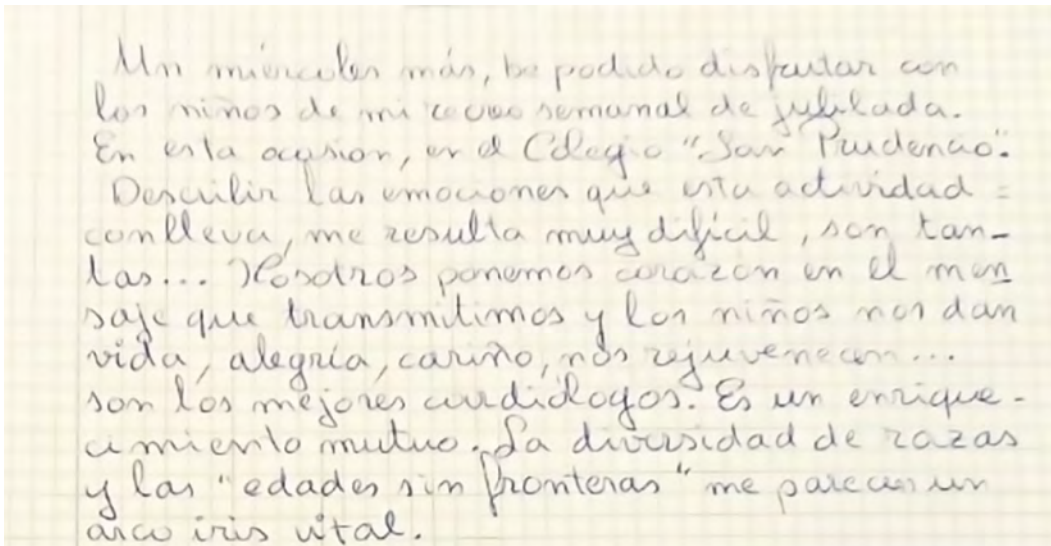 Un miércoles más, he podido disfrutar con
los niños de mi recreo semanal de jubilada.
En esta ocasión, en el Colegio "San Prudencio".
Describir las emociones que esta actividad =
conlleva, me resulta muy difícil, son tan-
tas... Nosotros ponemos corazón en el men
saje que transmitimos y los niños nos dan
vida, alegría, cariño, nos rejuvenecen...
son los mejores cardiólogos. Es un enrique-
cimiento mutuo. La diversidad de razas
y las "edades sin fronteras" me parecen un
arco iris vital.